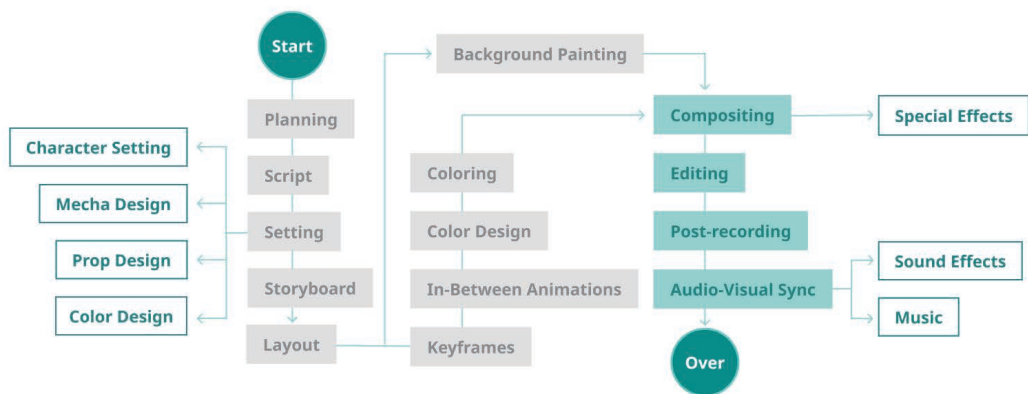 Start
Planning
Script
Setting
Storyboard
Layout
Character Setting
Mecha Design
Prop Design
Color Design
Background Painting
Coloring
Color Design
In-Between Animations
Keyframes
Compositing
Editing
Post-recording
Audio-Visual Sync
Over
Special Effects
Sound Effects
Music